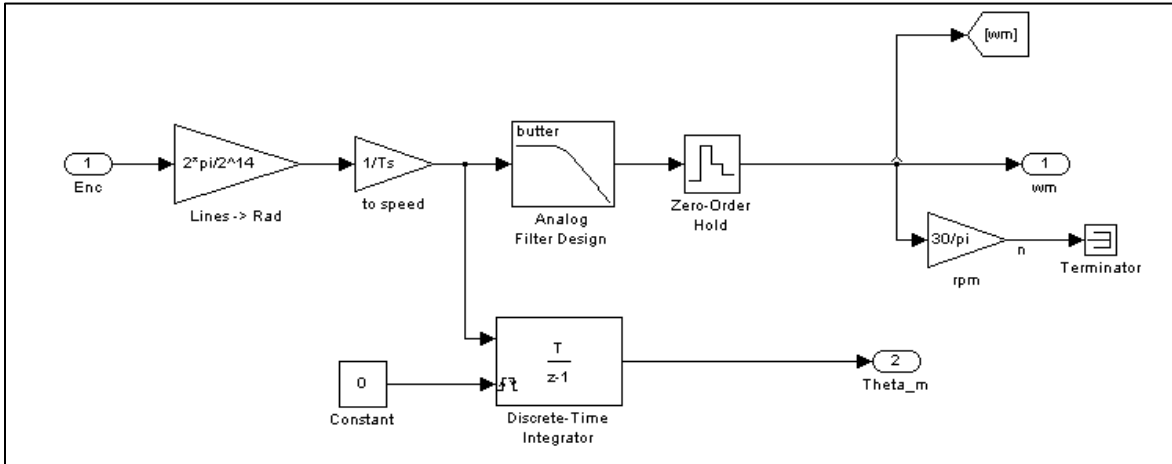 [wm]
butter
1
Enc
2*pi/2^14
Lines -> Rad
1/Ts
to speed
Analog
Filter Design
Zero-Order
Hold
1
wm
30/pi
rpm
n
Terminator
0
Constant
T
z-1
Discrete-Time
Integrator
2
Theta_m